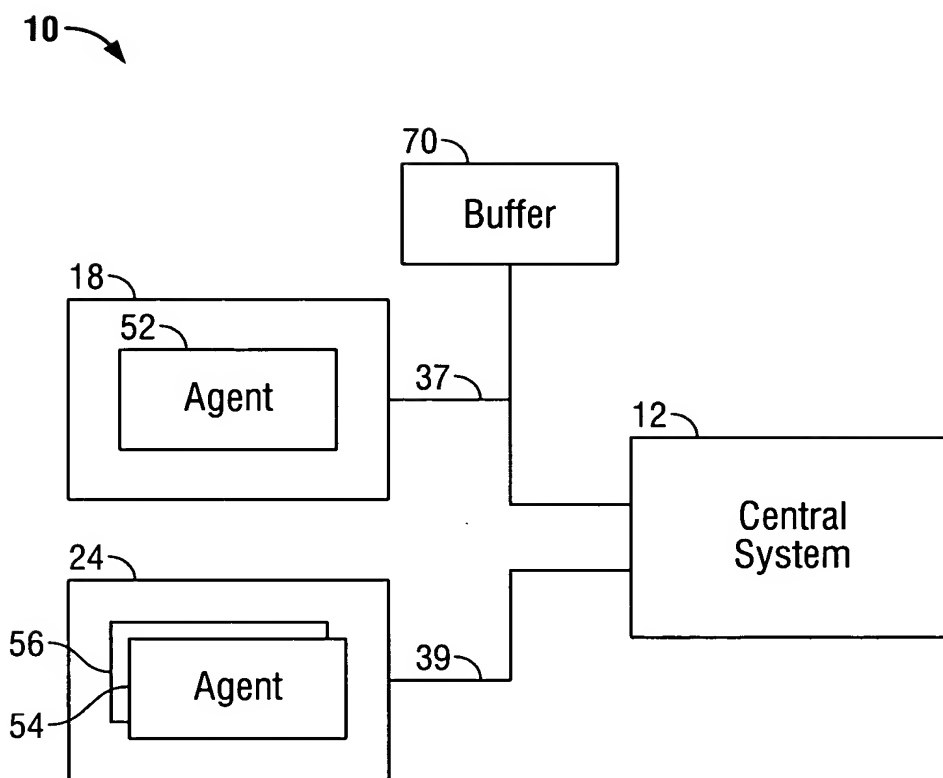 10
70
Buffer
18
52
Agent
37
12
Central
System
24
56
54
Agent
39